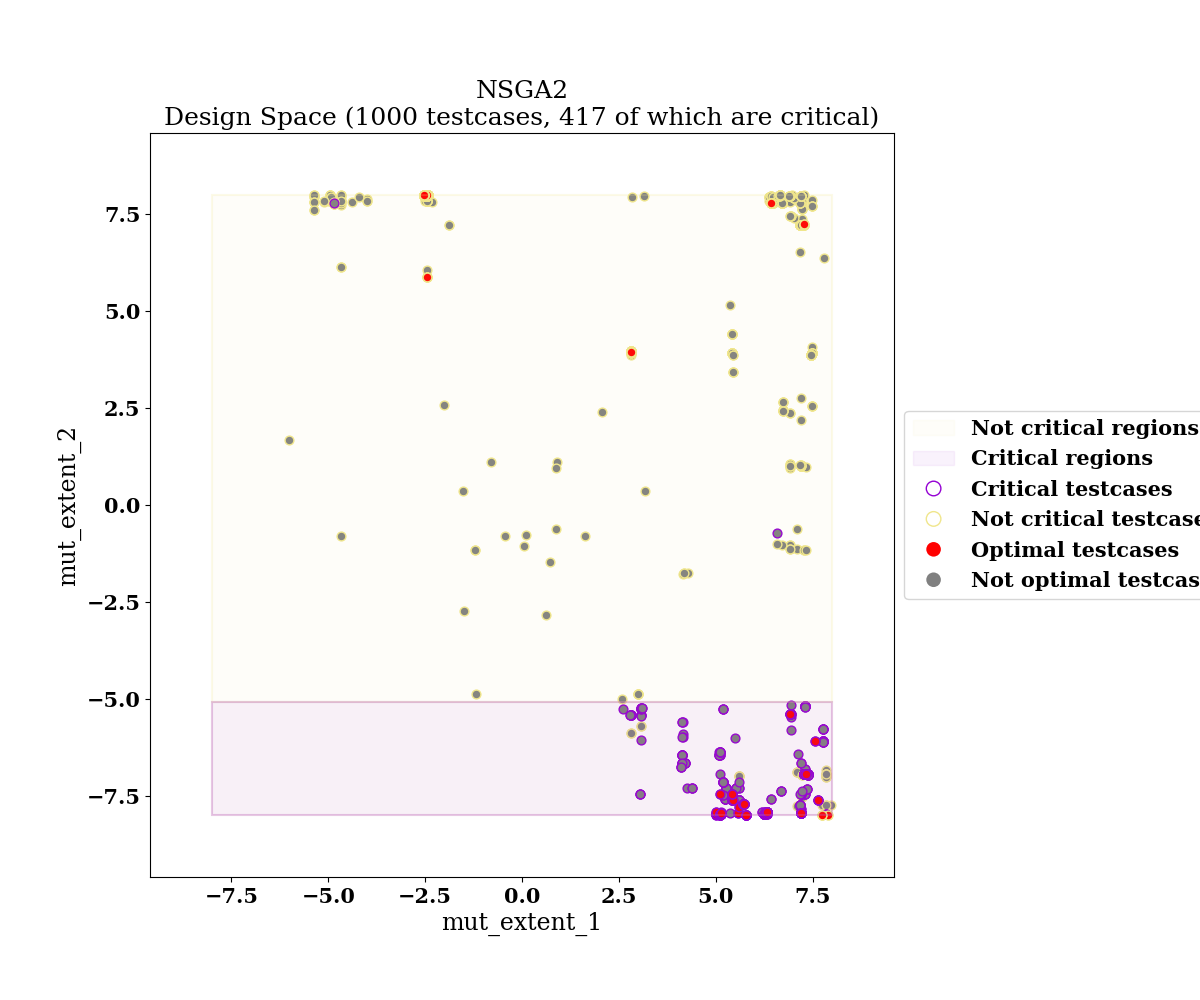 NSGA2
Design Space (1000 testcases, 417 of which are critical)
7.5
5.0
2.5
0.0
−2.5
−5.0
−7.5
mut_extent_2
−7.5
−5.0
−2.5
0.0
2.5
5.0
7.5
mut_extent_1
Not critical regions
Critical regions
Critical testcases
Not critical testcase
Optimal testcases
Not optimal testcas